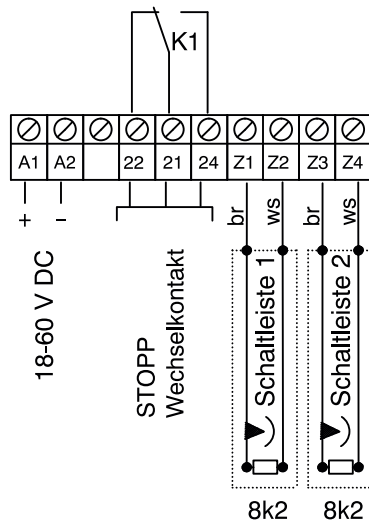 K1
A1 A2 22 21 24 Z1 Z2 Z3 Z4
+ -
br ws br ws
18-60 V DC
STOPP
Wechselkontakt
Schaltleiste 1
Schaltleiste 2
8k2 8k2